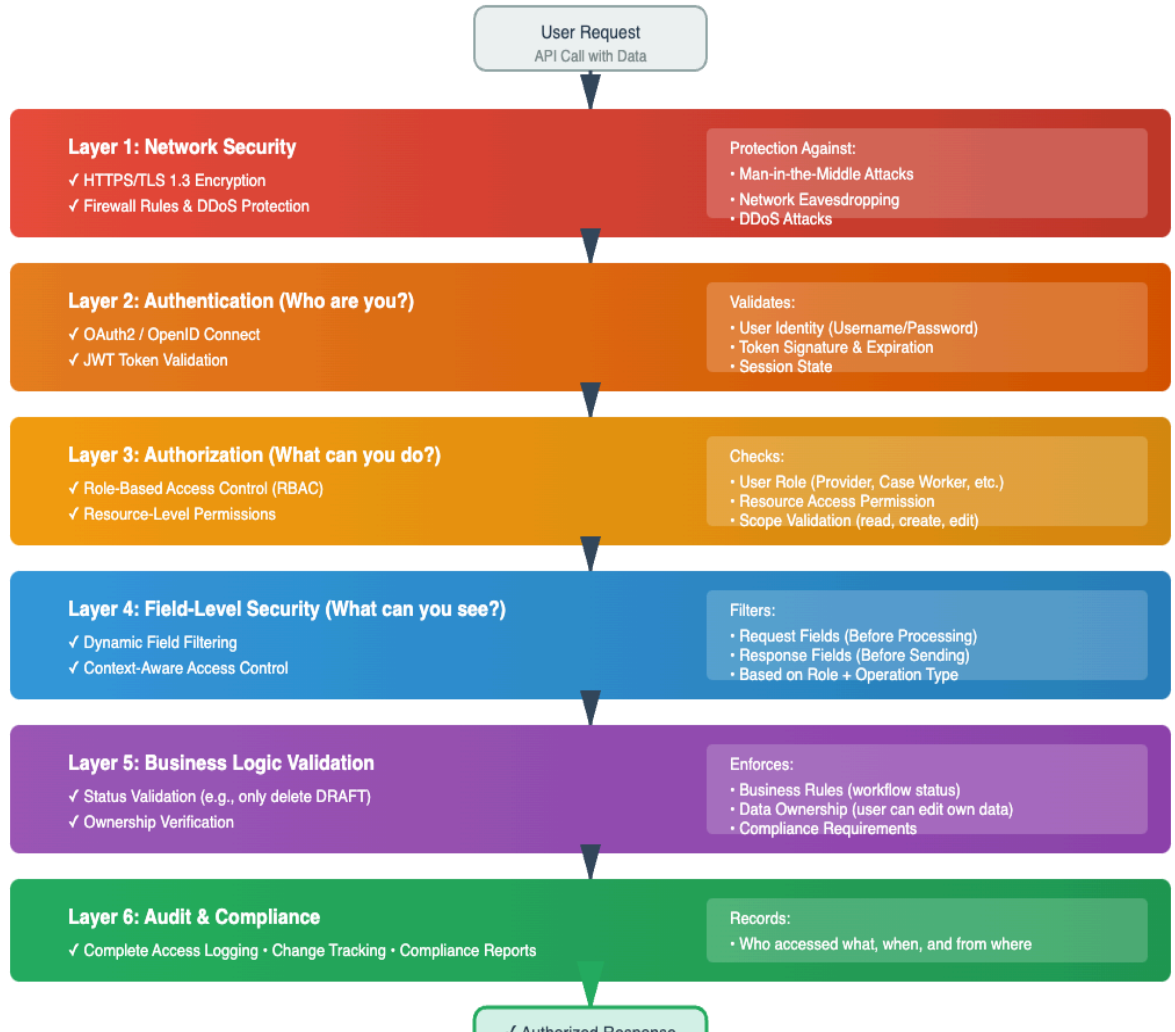 User Request
API Call with Data
Layer 1: Network Security
✓ HTTPS/TLS 1.3 Encryption
✓ Firewall Rules & DDoS Protection
Protection Against:
• Man-in-the-Middle Attacks
• Network Eavesdropping
• DDoS Attacks
Layer 2: Authentication (Who are you?)
✓ OAuth2 / OpenID Connect
✓ JWT Token Validation
Validates:
• User Identity (Username/Password)
• Token Signature & Expiration
• Session State
Layer 3: Authorization (What can you do?)
✓ Role-Based Access Control (RBAC)
✓ Resource-Level Permissions
Checks:
• User Role (Provider, Case Worker, etc.)
• Resource Access Permission
• Scope Validation (read, create, edit)
Layer 4: Field-Level Security (What can you see?)
✓ Dynamic Field Filtering
✓ Context-Aware Access Control
Filters:
• Request Fields (Before Processing)
• Response Fields (Before Sending)
• Based on Role + Operation Type
Layer 5: Business Logic Validation
✓ Status Validation (e.g., only delete DRAFT)
✓ Ownership Verification
Enforces:
• Business Rules (workflow status)
• Data Ownership (user can edit own data)
• Compliance Requirements
Layer 6: Audit & Compliance
✓ Complete Access Logging • Change Tracking • Compliance Reports
Records:
• Who accessed what, when, and from where
✓ Authorized Response